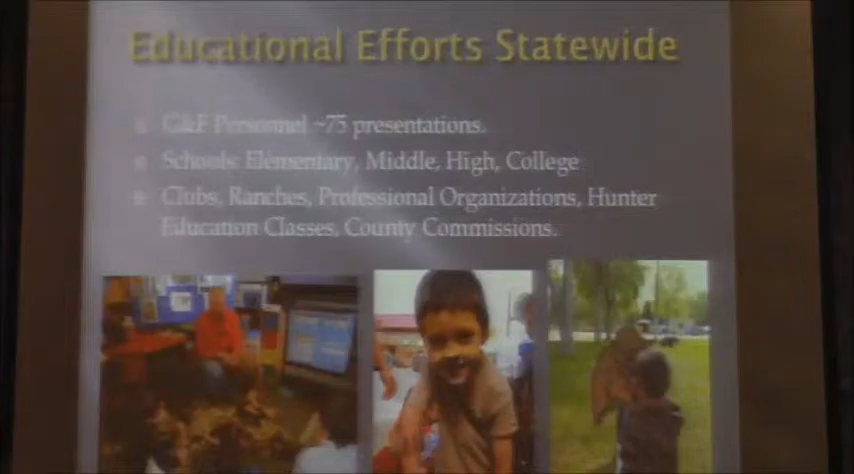 Educational Efforts Statewide
G&F Personnel ~75 presentations.
Schools: Elementary, Middle, High, College
Clubs, Ranches, Professional Organizations, Hunter
Education Classes, County Commissions.